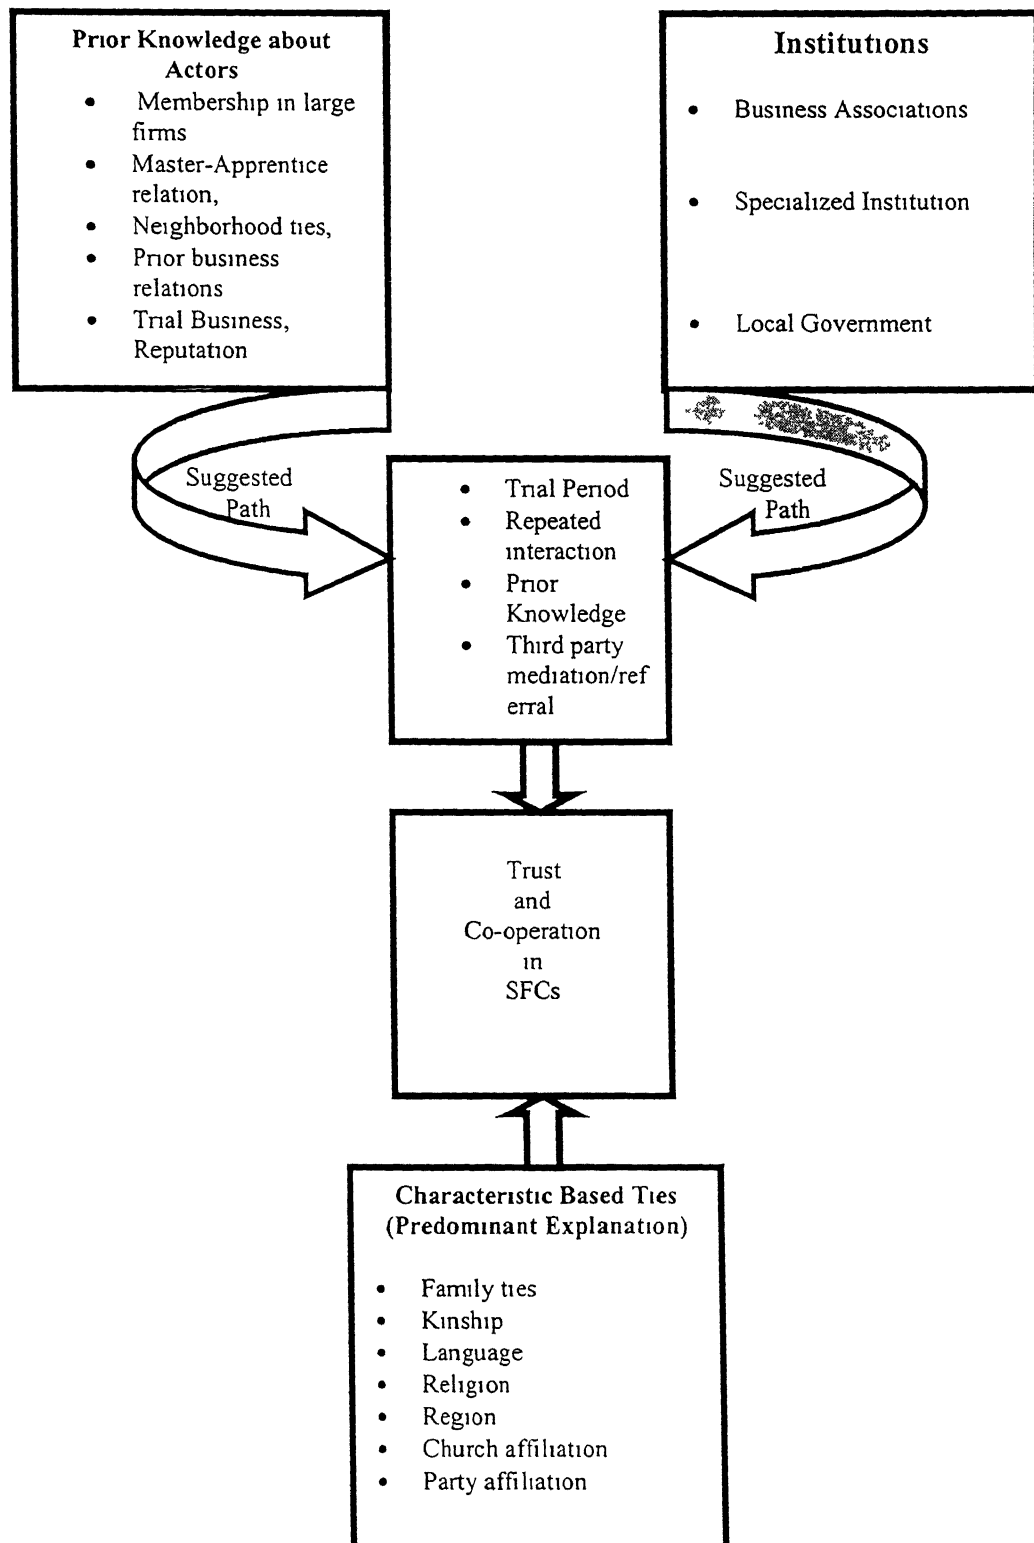 Prior Knowledge about
Actors
• Membership in large
firms
• Master-Apprentice
relation,
• Neighborhood ties,
• Prior business
relations
• Trial Business,
Reputation
Institutions
• Business Associations
• Specialized Institution
• Local Government
Suggested
Path
Suggested
Path
• Trial Period
• Repeated
interaction
• Prior
Knowledge
• Third party
mediation/ref
erral
Trust
and
Co-operation
in
SFCs
Characteristic Based Ties
(Predominant Explanation)
• Family ties
• Kinship
• Language
• Religion
• Region
• Church affiliation
• Party affiliation